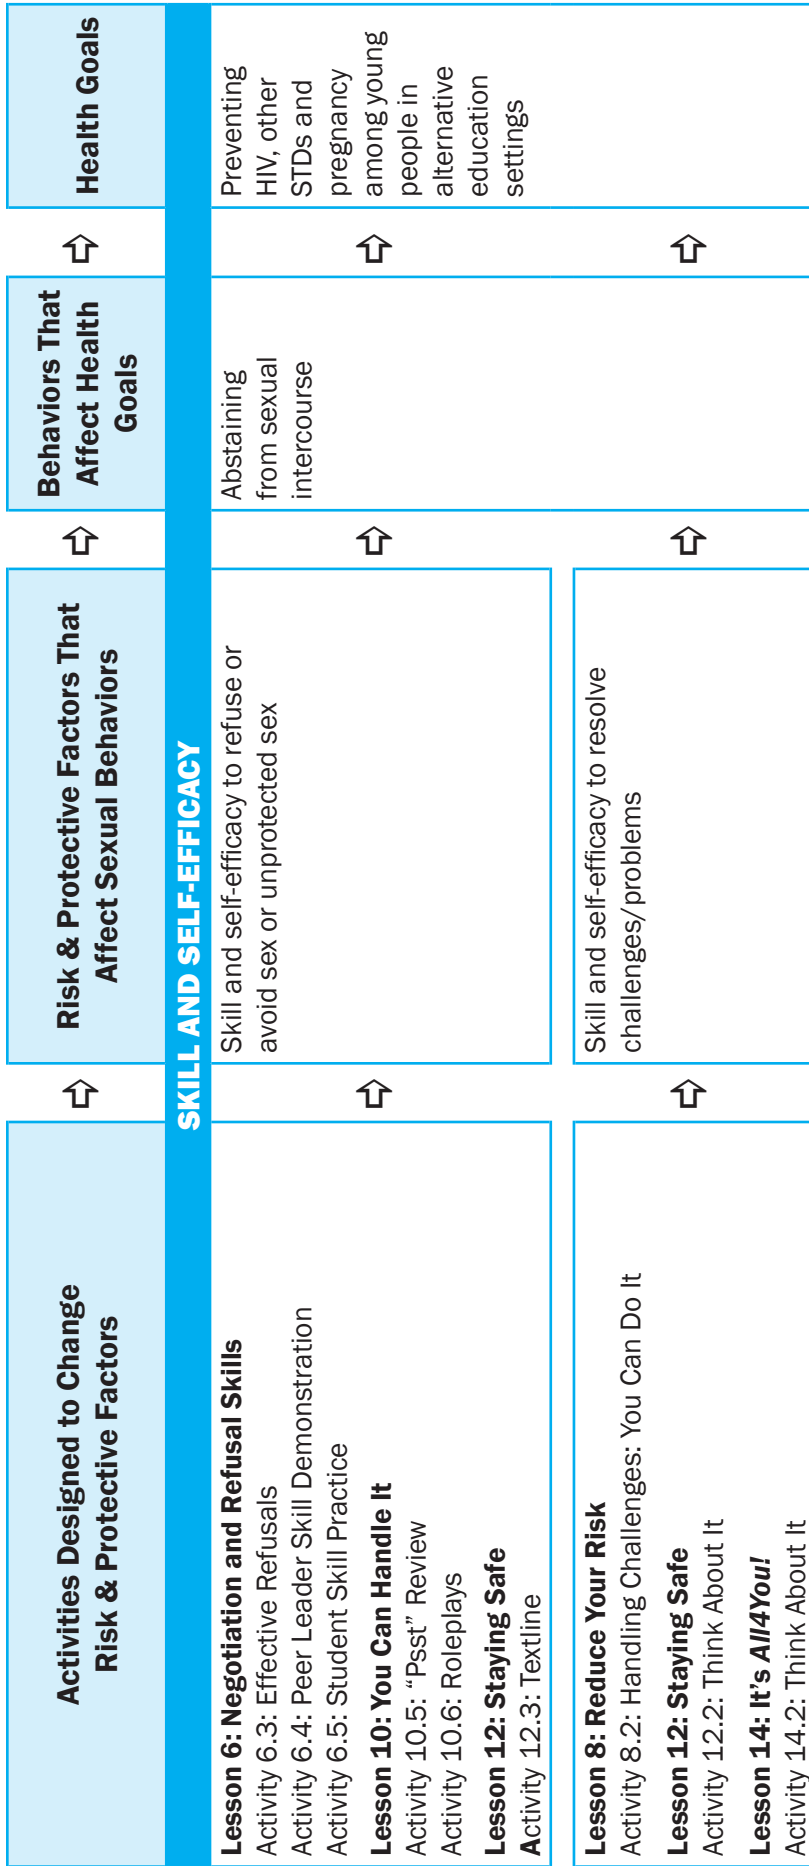 Activities Designed to Change
Risk & Protective Factors
Risk & Protective Factors That
Affect Sexual Behaviors
Behaviors That
Affect Health
Goals
Health Goals
SKILL AND SELF-EFFICACY
Lesson 6: Negotiation and Refusal Skills
Activity 6.3: Effective Refusals
Activity 6.4: Peer Leader Skill Demonstration
Activity 6.5: Student Skill Practice
Lesson 10: You Can Handle It
Activity 10.5: “Psst” Review
Activity 10.6: Roleplays
Lesson 12: Staying Safe
Activity 12.3: Textline
Skill and self-efficacy to refuse or
avoid sex or unprotected sex
Abstaining
from sexual
intercourse
Preventing
HIV, other
STDs and
pregnancy
among young
people in
alternative
education
settings
Lesson 8: Reduce Your Risk
Activity 8.2: Handling Challenges: You Can Do It
Lesson 12: Staying Safe
Activity 12.2: Think About It
Lesson 14: It’s All4You!
Activity 14.2: Think About It
Skill and self-efficacy to resolve
challenges/problems